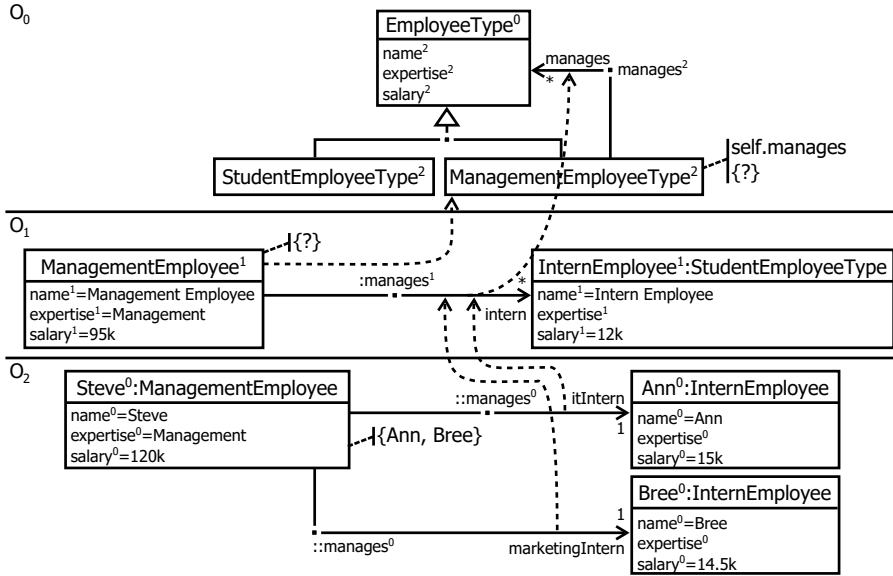 O₀
EmployeeType⁰
name²
expertise²
salary²
manages
*
manages²
StudentEmployeeType²
ManagementEmployeeType²
self.manages
{?}
O₁
{?}
ManagementEmployee¹
name¹=Management Employee
expertise¹=Management
salary¹=95k
:manages¹
*
intern
InternEmployee¹:StudentEmployeeType
name¹=Intern Employee
expertise¹
salary¹=12k
O₂
Steve⁰:ManagementEmployee
name⁰=Steve
expertise⁰=Management
salary⁰=120k
{Ann, Bree}
::manages⁰
itIntern
1
Ann⁰:InternEmployee
name⁰=Ann
expertise⁰
salary⁰=15k
::manages⁰
1
marketingIntern
Bree⁰:InternEmployee
name⁰=Bree
expertise⁰
salary⁰=14.5k